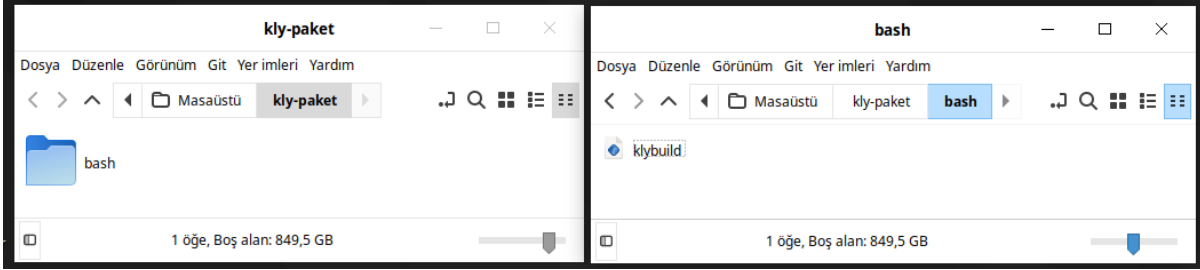 kly-paket
Dosya Düzenle Görünüm Git Yer imleri Yardım
Masaüstü kly-paket
bash
1 öğe, Boş alan: 849,5 GB
bash
Dosya Düzenle Görünüm Git Yer imleri Yardım
Masaüstü kly-paket bash
klybuild
1 öğe, Boş alan: 849,5 GB